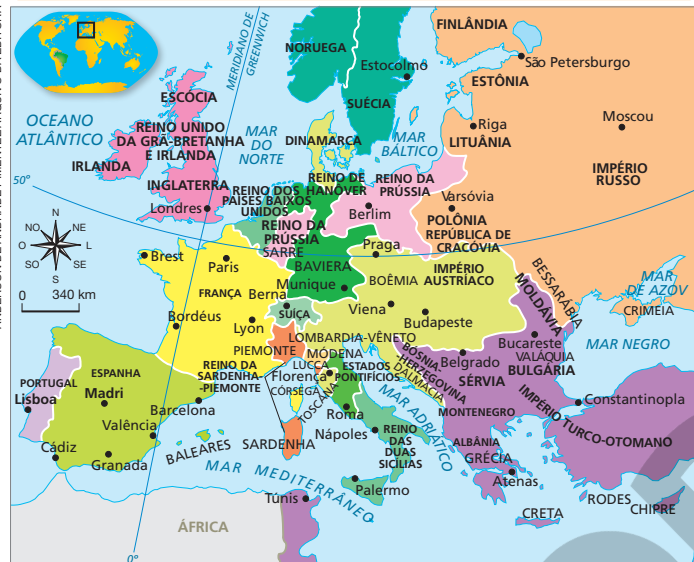 MERIDIANO DE
GREENWICH
FINLÂNDIA
NORUEGA
Estocolmo
São Petersburgo
ESTÔNIA
SUÉCIA
ESCÓCIA
OCEANO
ATLÂNTICO
REINO UNIDO
DA GRÃ-BRETANHA
E IRLANDA
MAR
DO
NORTE
DINAMARCA
MAR
BÁLTICO
Riga
LITUÂNIA
Moscou
IRLANDA
IMPÉRIO
RUSSO
50°
INGLATERRA
Londres
REINO DOS
PAÍSES BAIXOS
UNIDOS
REINO DE
HANÔVER
REINO DA
PRÚSSIA
Berlim
Varsóvia
POLÔNIA
REPÚBLICA DE
CRACÓVIA
REINO DA
PRÚSSIA
SARRE
N
NO
NE
O
L
SO
SE
S
0
340 km
Brest
Paris
Praga
BAVIERA
Munique
BOÊMIA
IMPÉRIO
AUSTRÍACO
BESSARÁBIA
MOLDÁVIA
MAR
DE
AZOV
CRIMEIA
FRANÇA
Berna
SUÍÇA
Viena
Budapeste
Bordéus
Lyon
LOMBARDIA-VÊNETO
Bucareste
VALÁQUIA
MAR NEGRO
PIEMONTE
MÓDENA
LUCCA
BÓSNIA-
-HERZEGOVINA
Belgrado
REINO DA
SARDENHA-
-PIEMONTE
Florença
ESTADOS
PONTIFÍCIOS
DALMÁCIA
SÉRVIA
BULGÁRIA
PORTUGAL
Lisboa
ESPANHA
Madri
CÓRSEGA
TOSCANA
Barcelona
Roma
MAR ADRIÁTICO
MONTENEGRO
Constantinopla
IMPÉRIO TURCO-OTOMANO
Valência
BALEARES
SARDENHA
Nápoles
REINO
DAS
DUAS
SICÍLIAS
ALBÂNIA
GRÉCIA
Cádiz
Granada
MAR MEDITERRÂNEO
Palermo
Atenas
Túnis
RODES
CHIPRE
CRETA
ÁFRICA
0°